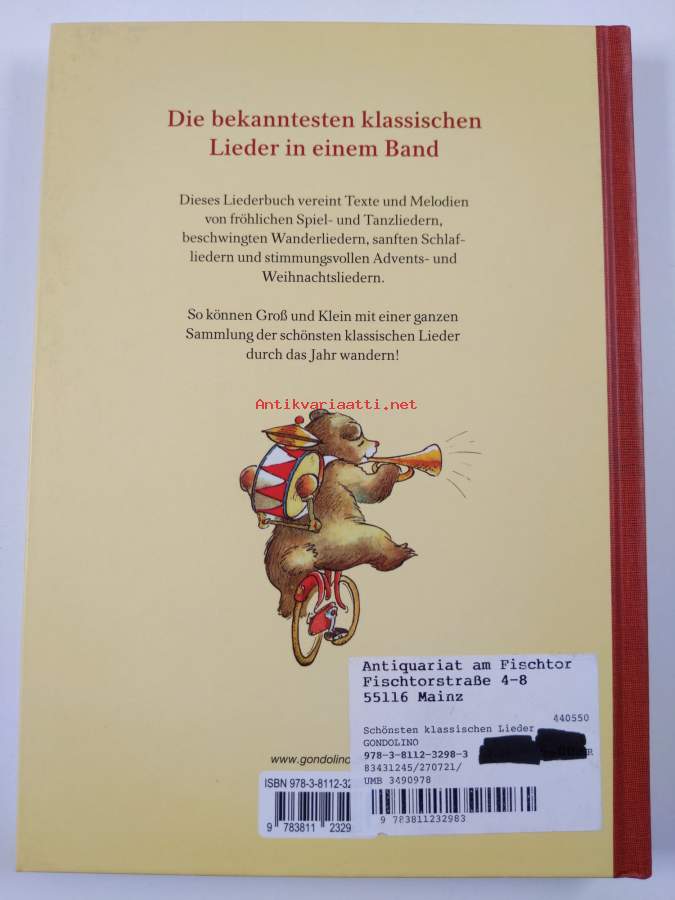 Die bekanntesten klassischen
Lieder in einem Band
Dieses Liederbuch vereint Texte und Melodien
von fröhlichen Spiel- und Tanzliedern,
beschwingten Wanderliedern, sanften Schlaf-
liedern und stimmungsvollen Advents- und
Weihnachtsliedern.
So können Groß und Klein mit einer ganzen
Sammlung der schönsten klassischen Lieder
durch das Jahr wandern!
Antikvariaatti.net
Antiquariat am Fischtor
Fischtorstraße 4-8
55116 Mainz
440550
Schönsten klassischen Lieder
GONDOLINO
978-3-8112-3298-3
83431245/270721/
UMB 3490978
9 783811 232983
www.gondolino
ISBN 978-3-8112-32
9 783811 2329